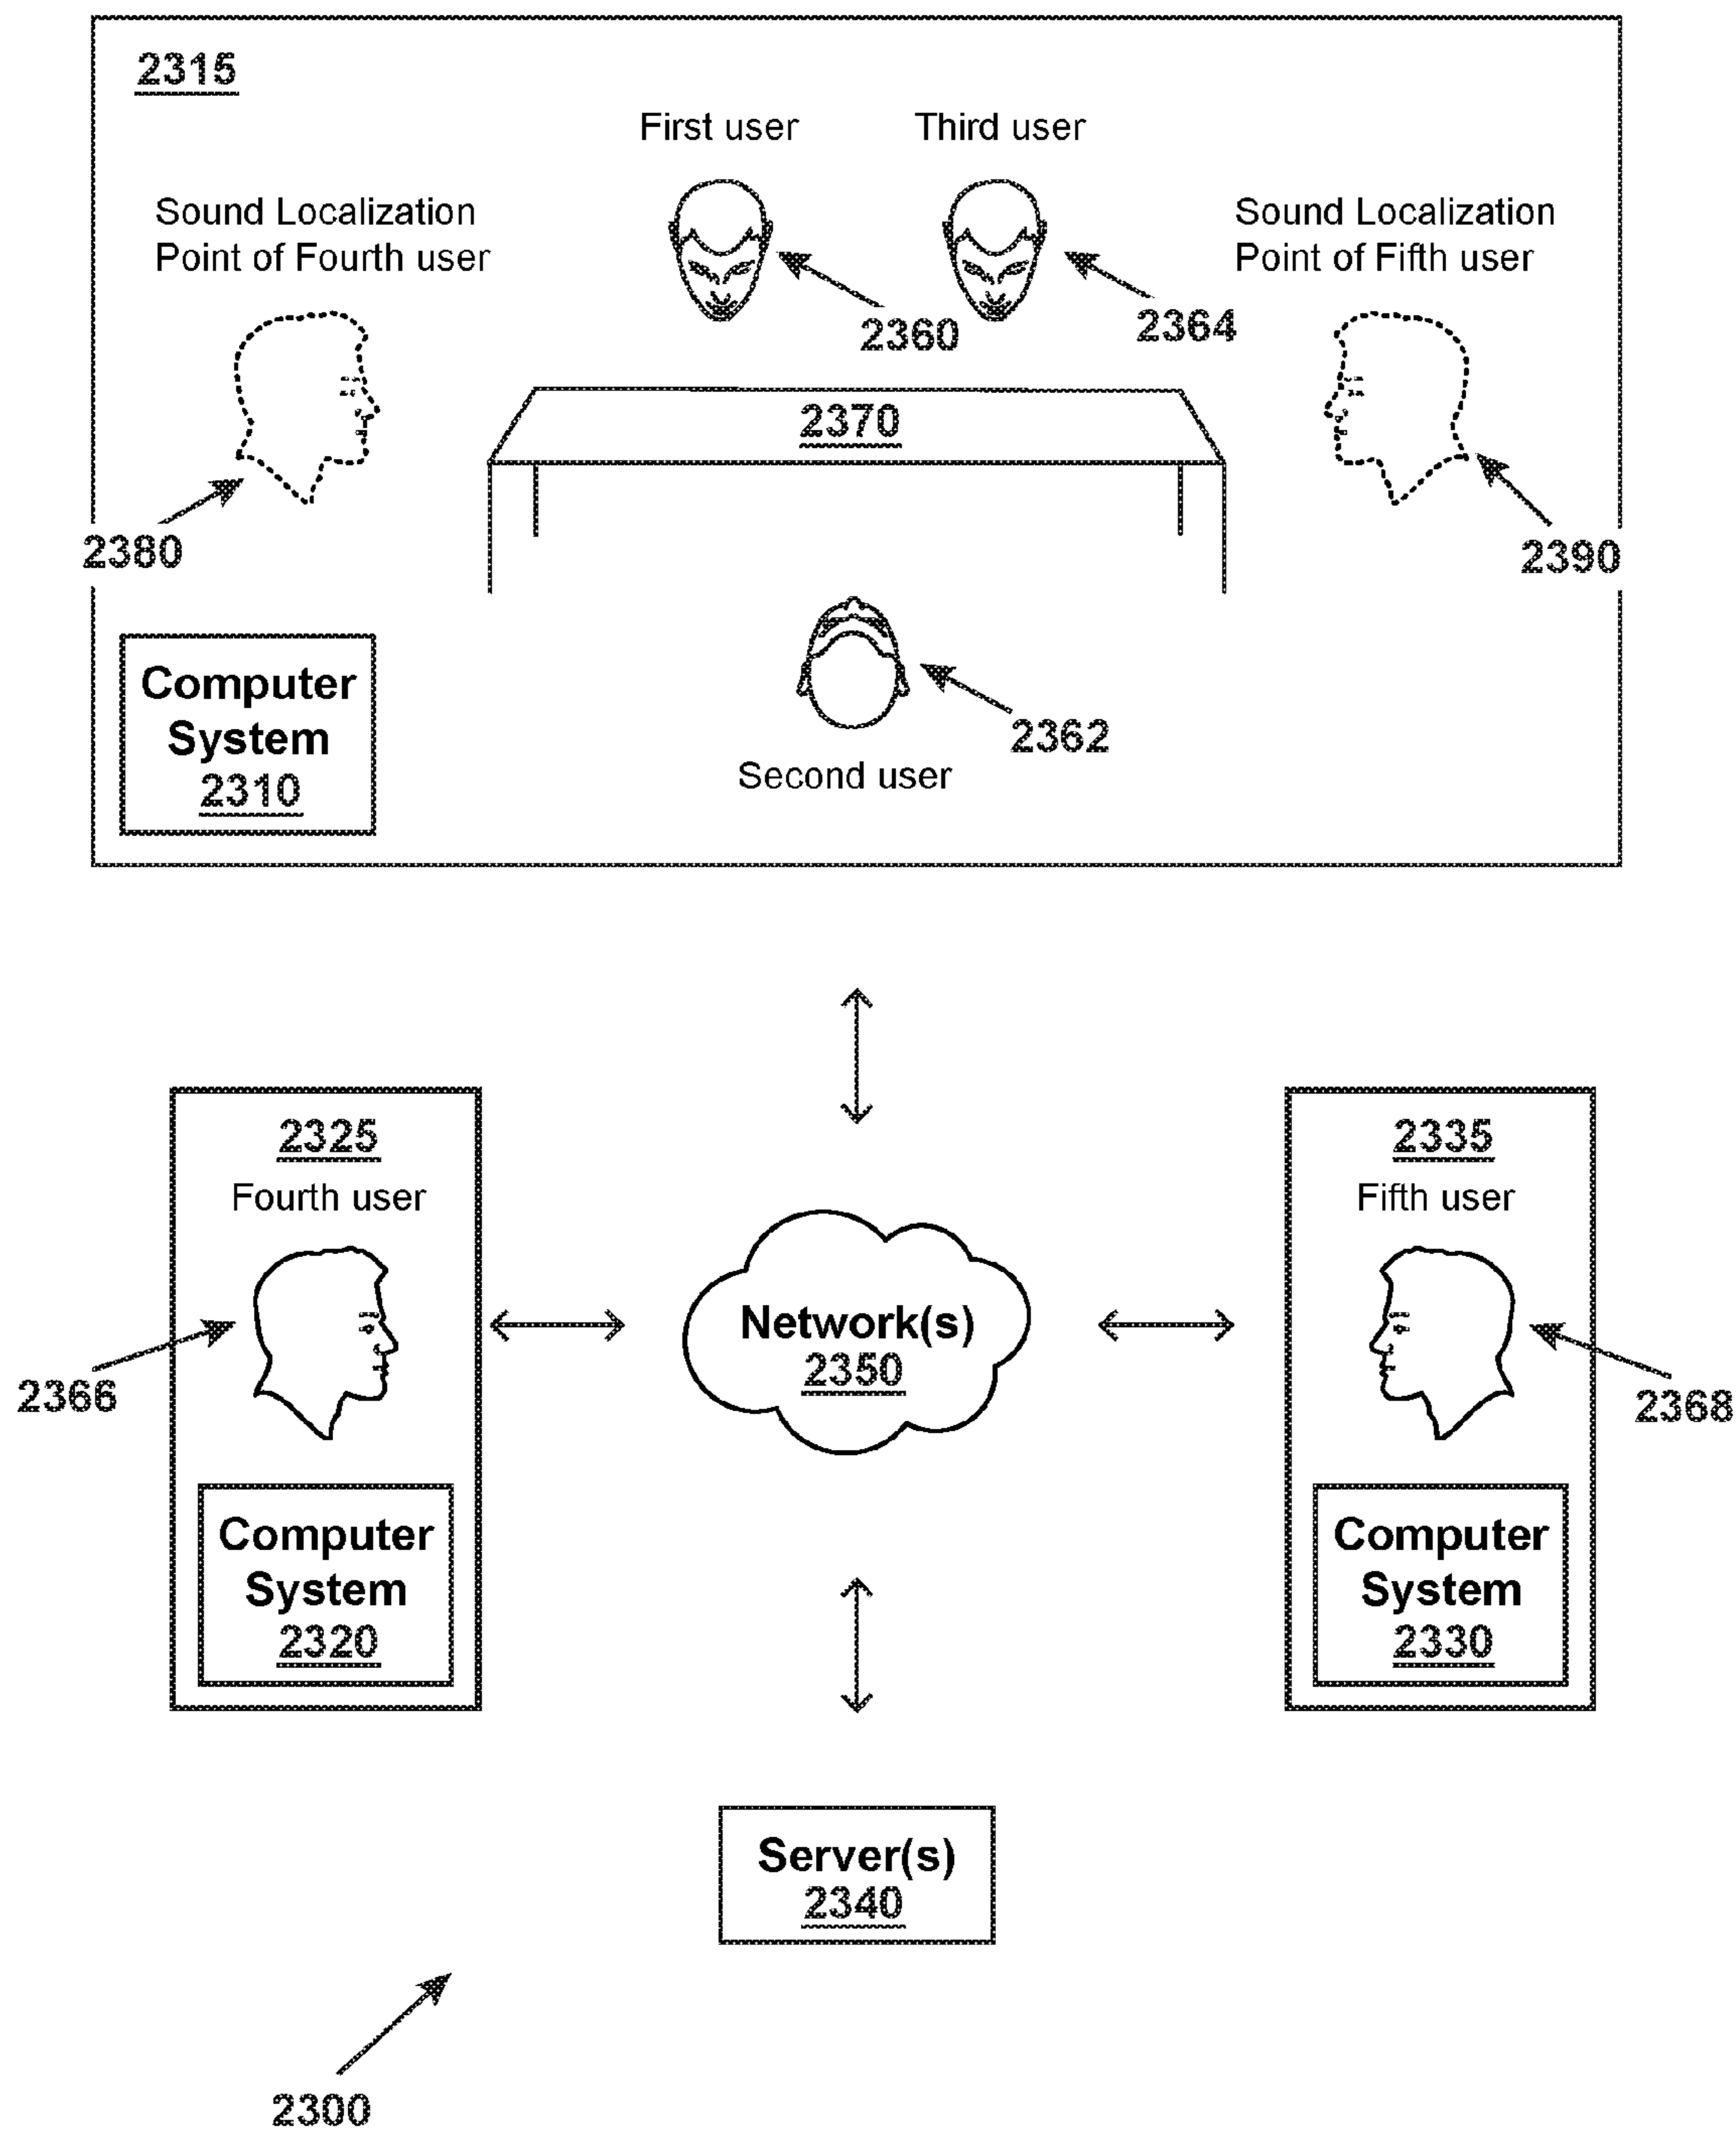 2315
First user
Third user
Sound Localization
Point of Fourth user
Sound Localization
Point of Fifth user
2360
2364
2370
2380
2390
Computer
System
2310
2362
Second user
2325
Fourth user
2335
Fifth user
Network(s)
2350
2366
2368
Computer
System
2320
Computer
System
2330
Server(s)
2340
2300